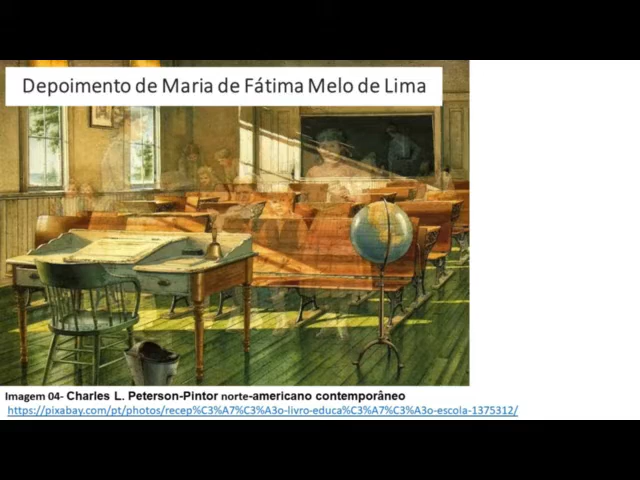 Depoimento de Maria de Fátima Melo de Lima
Imagem 04- Charles L. Peterson-Pintor norte-americano contemporâneo
https://pixabay.com/pt/photos/recep%C3%A7%C3%A3o-livro-educa%C3%A7%C3%A3o-escola-1375312/